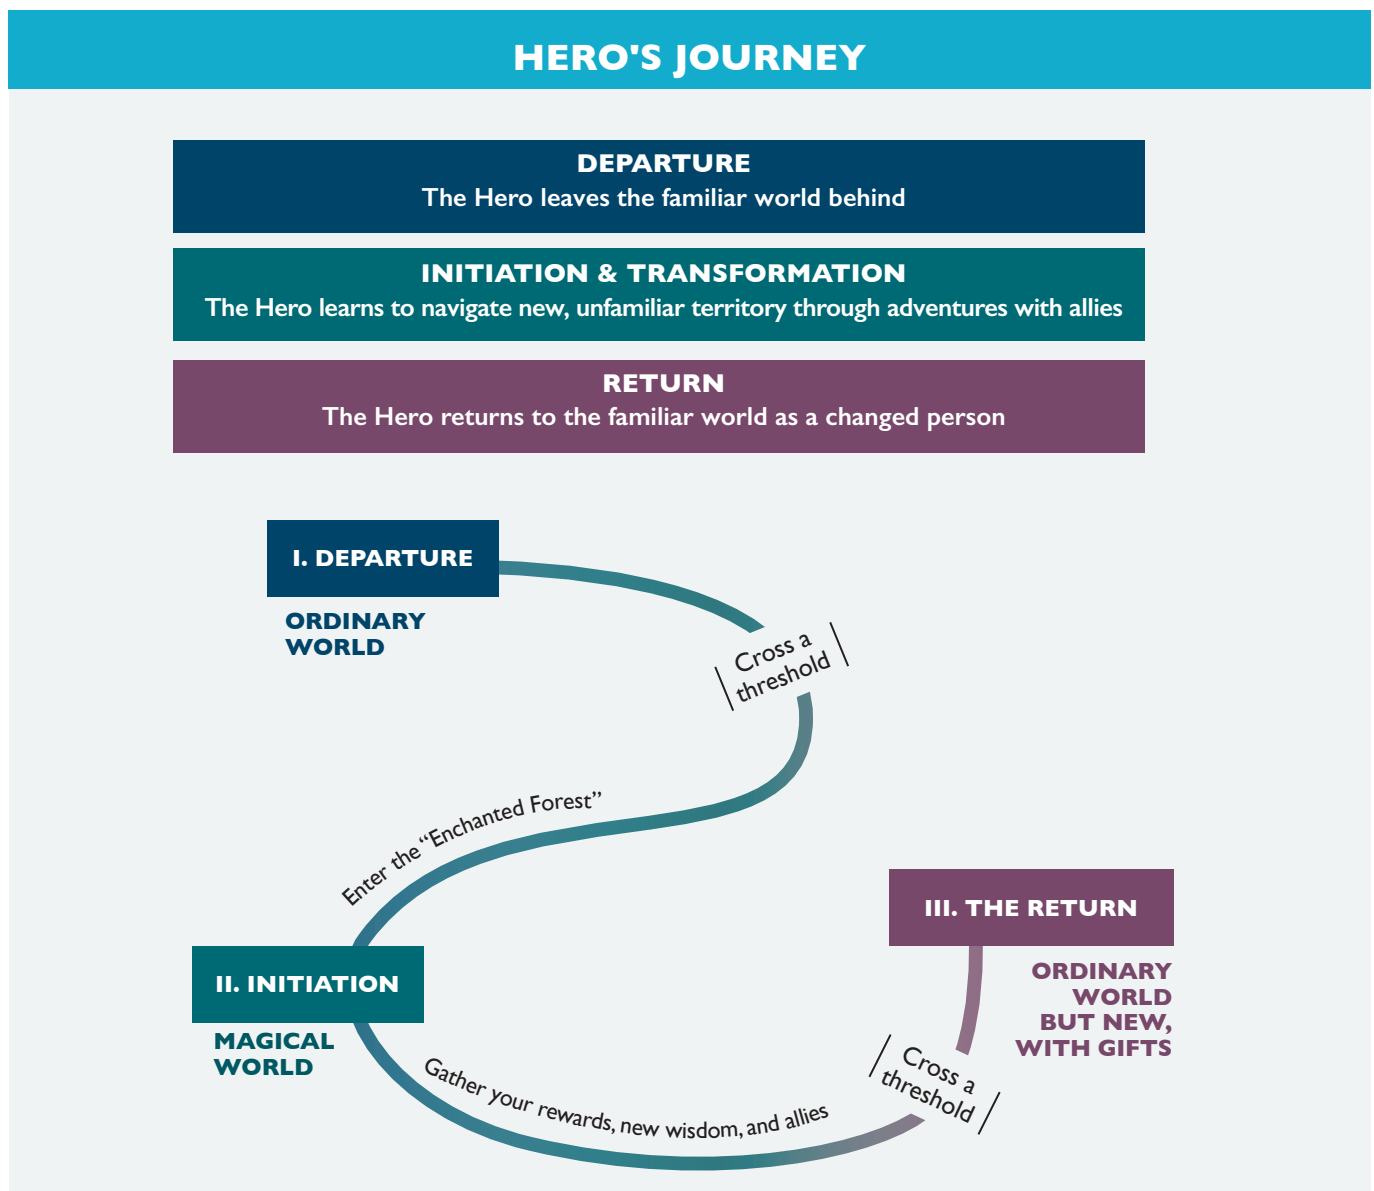 HERO'S JOURNEY
DEPARTURE
The Hero leaves the familiar world behind
INITIATION & TRANSFORMATION
The Hero learns to navigate new, unfamiliar territory through adventures with allies
RETURN
The Hero returns to the familiar world as a changed person
I. DEPARTURE
ORDINARY
WORLD
Cross a
threshold
Enter the “Enchanted Forest”
II. INITIATION
MAGICAL
WORLD
Gather your rewards, new wisdom, and allies
Cross a
threshold
III. THE RETURN
ORDINARY
WORLD
BUT NEW,
WITH GIFTS